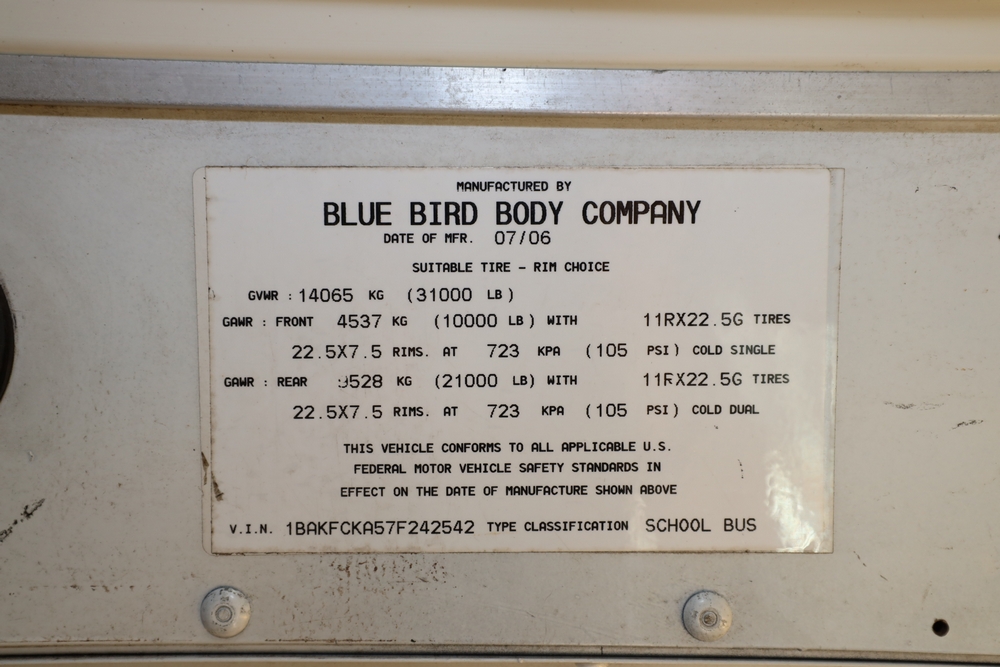 MANUFACTURED BY
BLUE BIRD BODY COMPANY
DATE OF MFR. 07/06
SUITABLE TIRE - RIM CHOICE
GVWR : 14065 KG (31000 LB)
GAWR : FRONT 4537 KG (10000 LB) WITH 11RX22.5G TIRES
22.5X7.5 RIMS. AT 723 KPA (105 PSI) COLD SINGLE
GAWR : REAR 9528 KG (21000 LB) WITH 11RX22.5G TIRES
22.5X7.5 RIMS. AT 723 KPA (105 PSI) COLD DUAL
THIS VEHICLE CONFORMS TO ALL APPLICABLE U.S.
FEDERAL MOTOR VEHICLE SAFETY STANDARDS IN
EFFECT ON THE DATE OF MANUFACTURE SHOWN ABOVE
V.I.N. 1BAKFCKA57F242542 TYPE CLASSIFICATION SCHOOL BUS